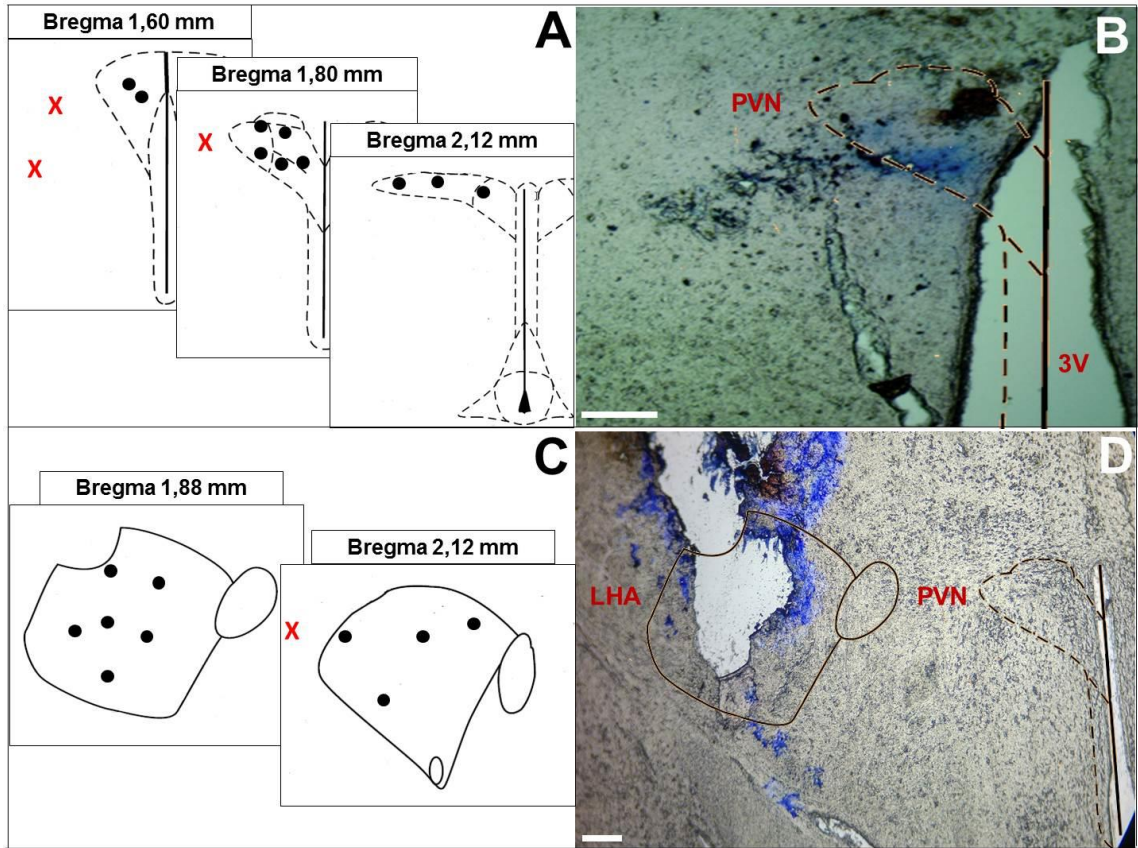 Bregma 1,60 mm
A
X
X
Bregma 1,80 mm
X
Bregma 2,12 mm
B
PVN
3V
C
Bregma 1,88 mm
Bregma 2,12 mm
X
D
LHA
PVN